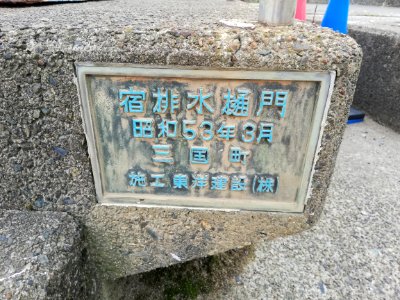 宿排水樋門
昭和53年3月
三国町
施工東洋建設(株)